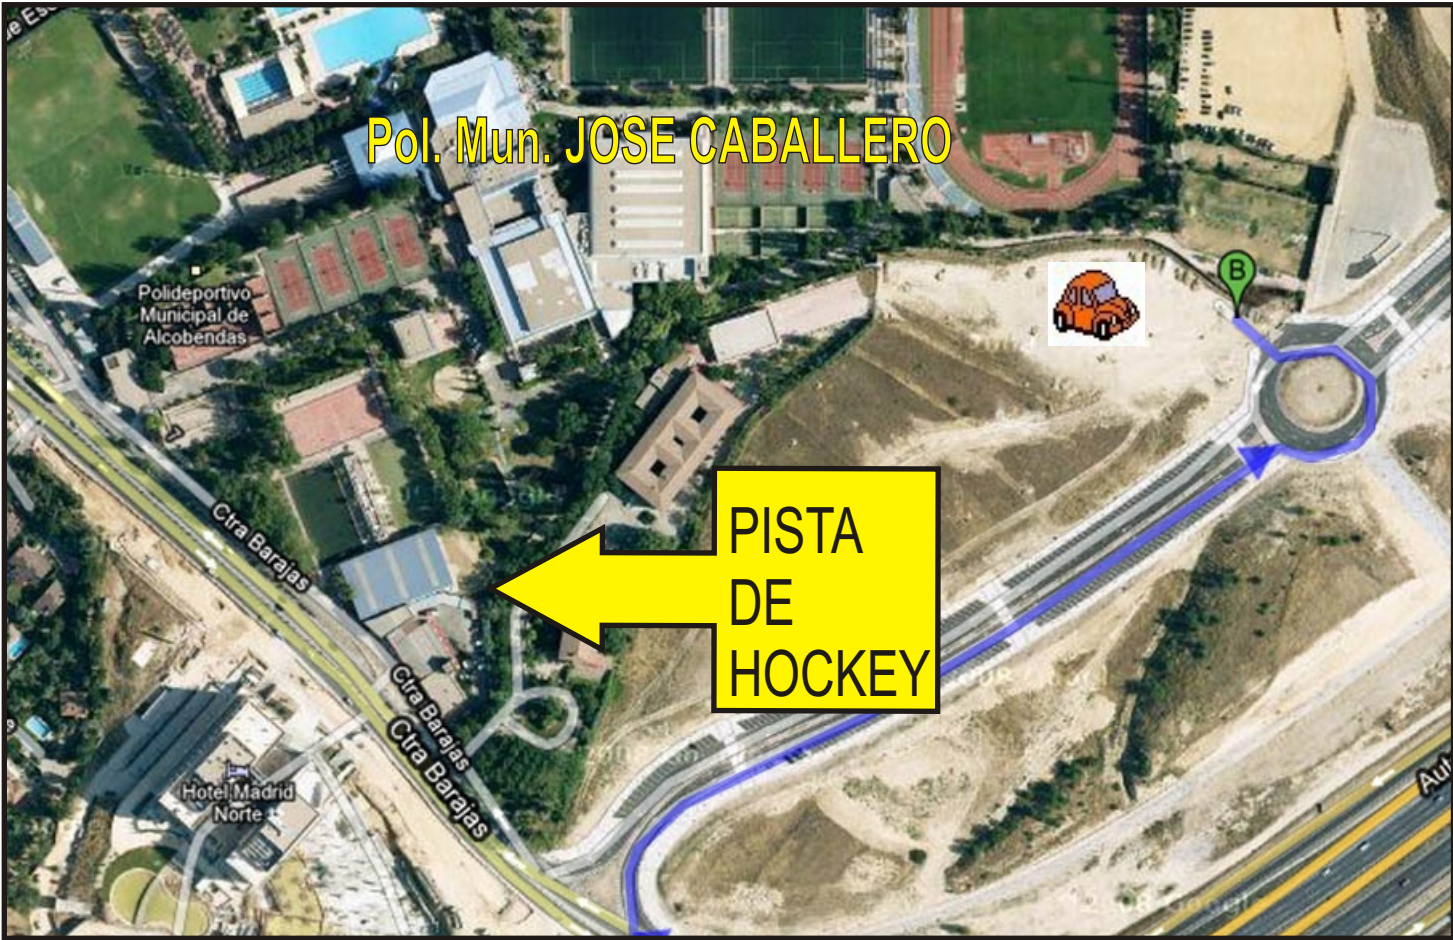 Pol. Mun. JOSE CABALLERO
B
Polideportivo
Municipal de
Alcobendas
PISTA
DE
HOCKEY
Ctra Barajas
Ctra Barajas
Ctra Barajas
Hotel Madrid
Norte
Aut